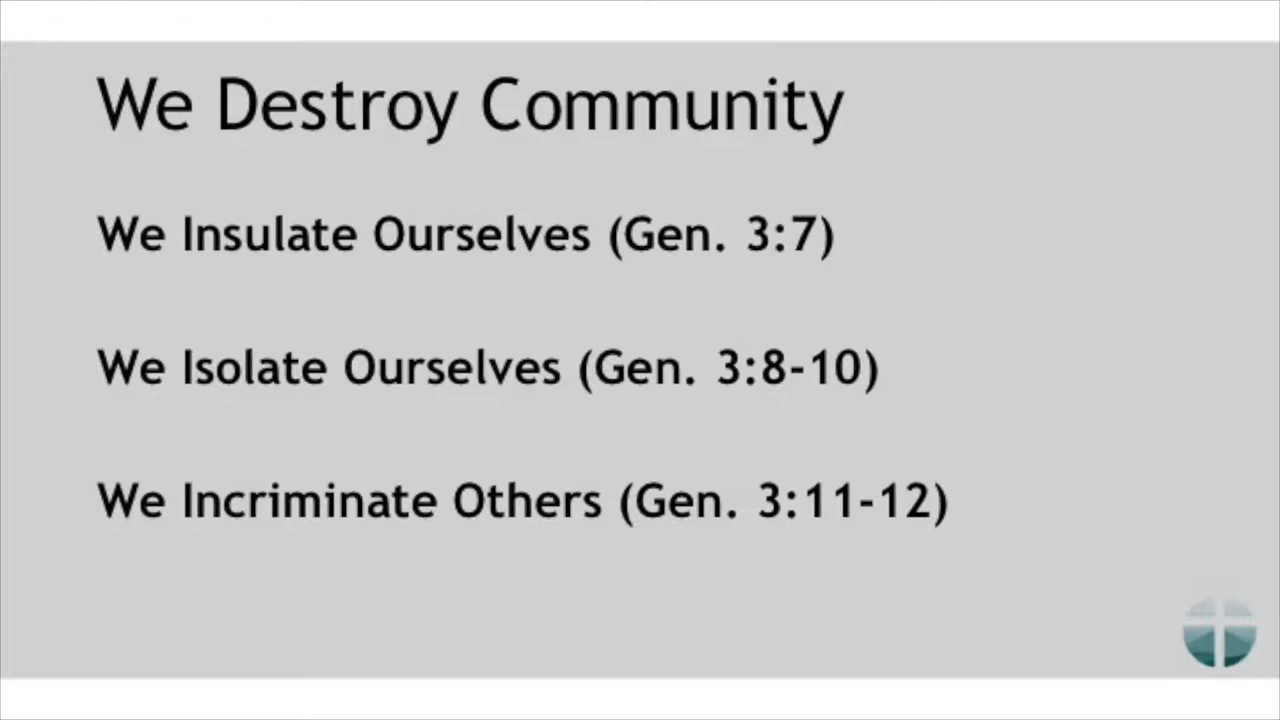 We Destroy Community
We Insulate Ourselves (Gen. 3:7)
We Isolate Ourselves (Gen. 3:8-10)
We Incriminate Others (Gen. 3:11-12)